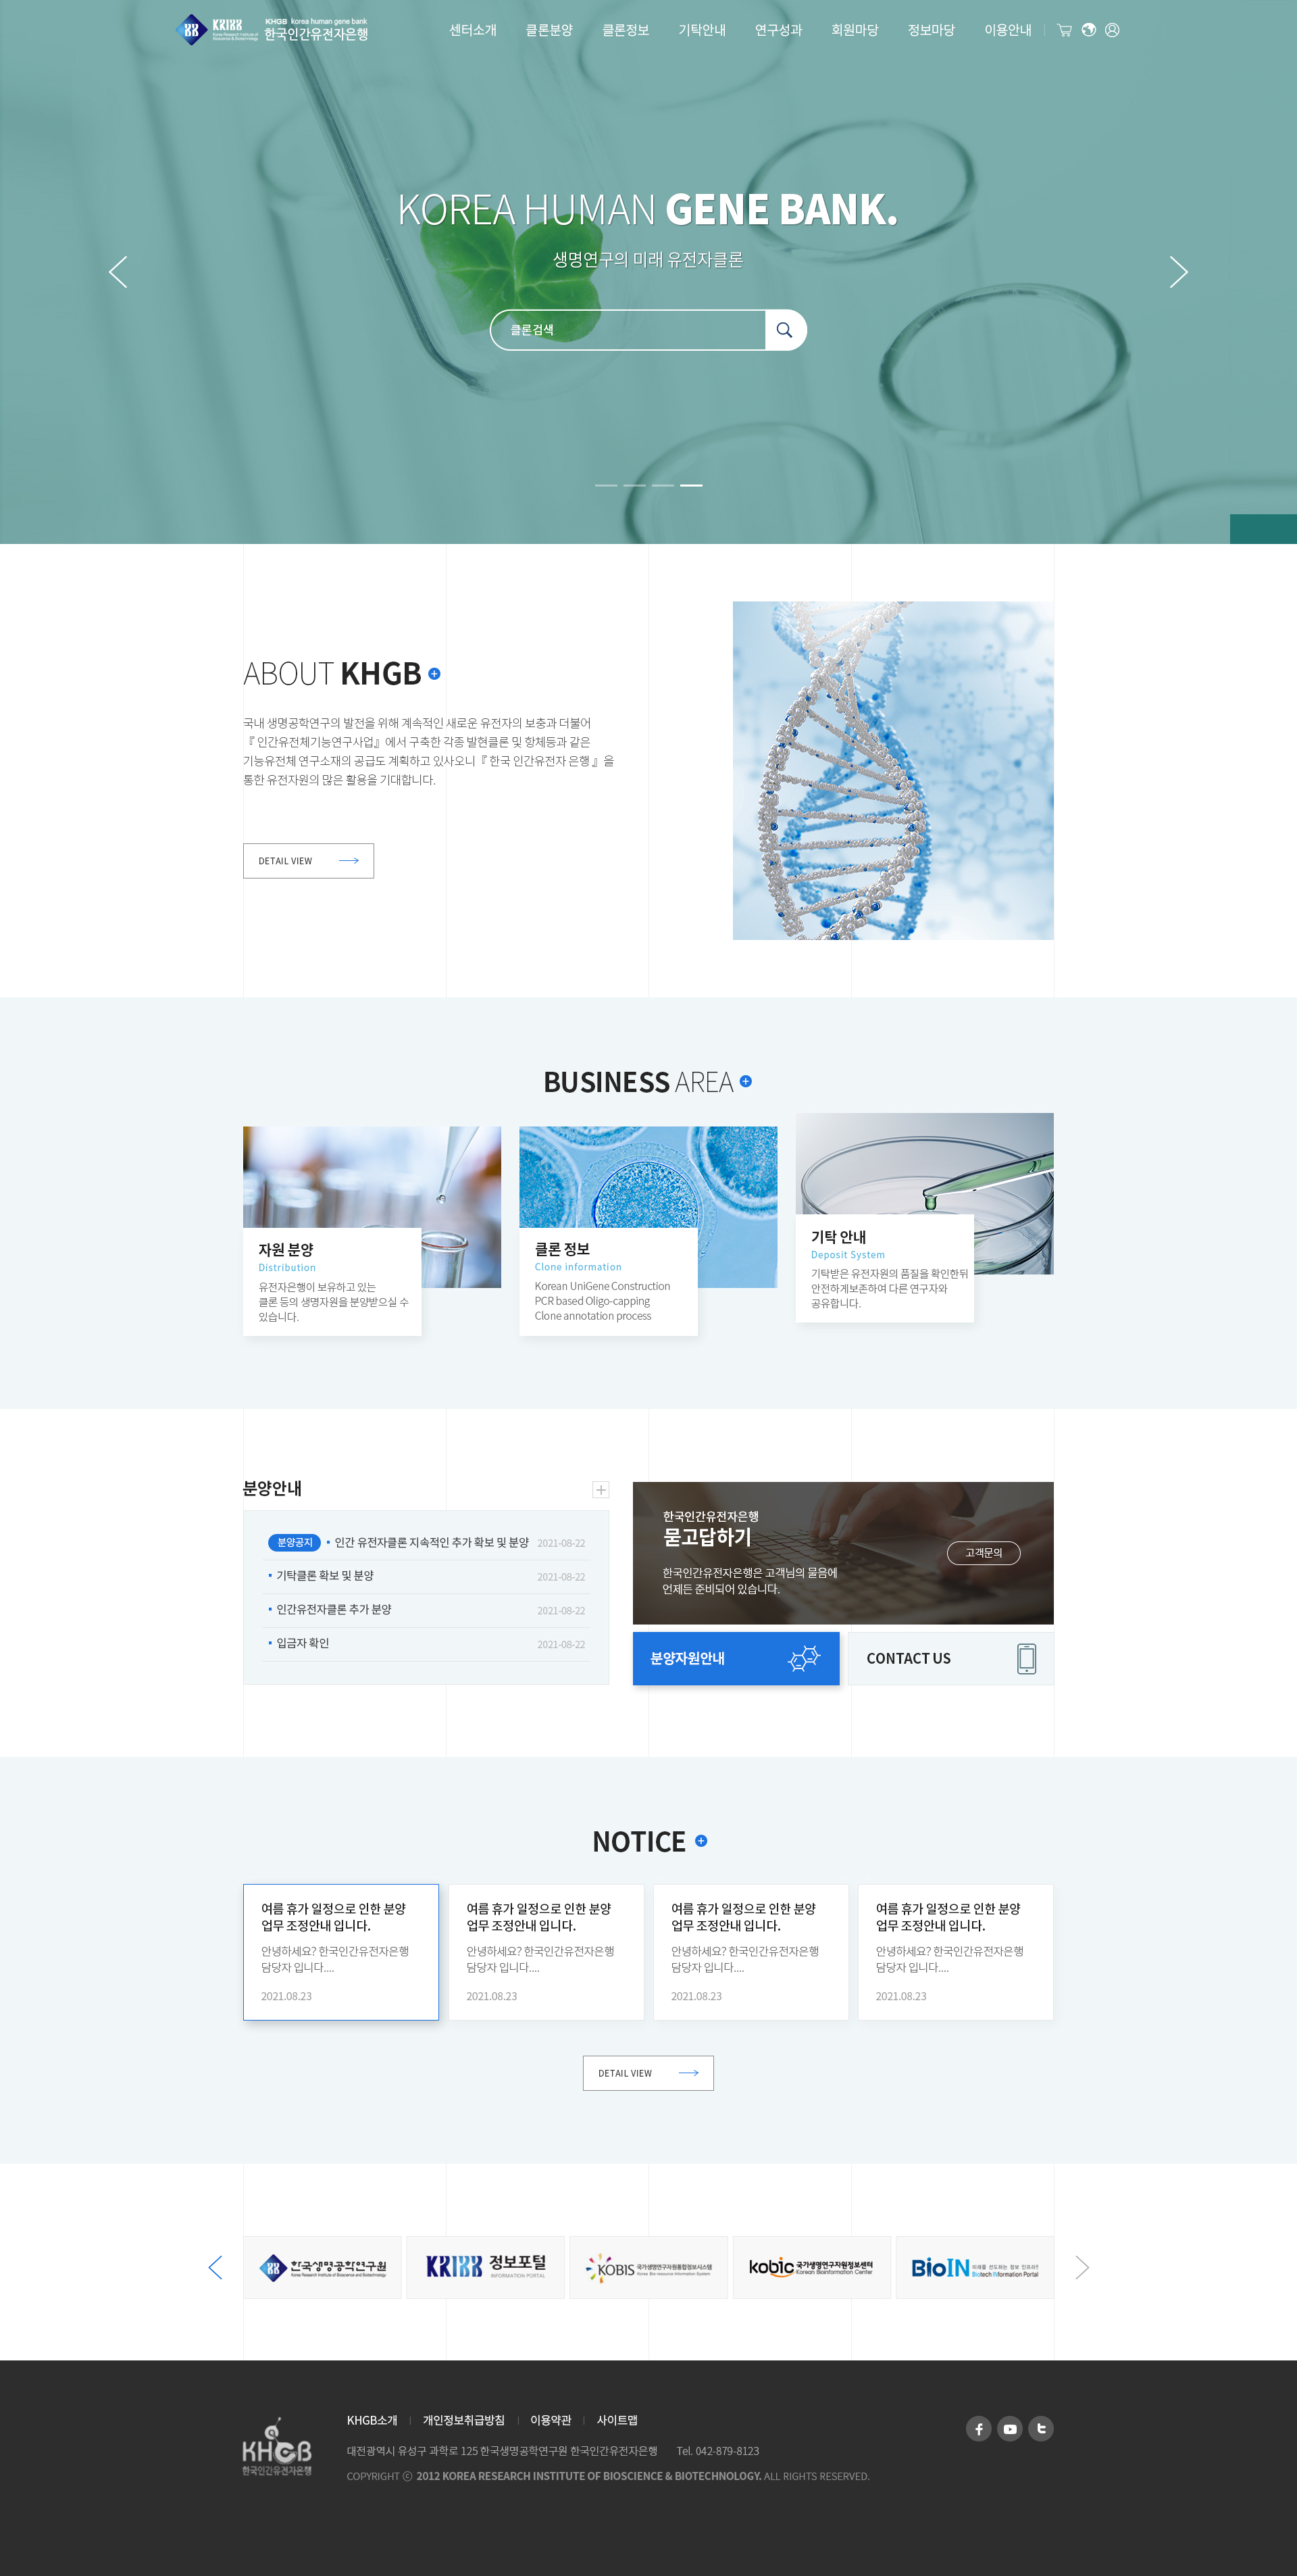 KRIBB
Korea Research Institute of
Bioscience & Biotechnology
KHGB korea human gene bank
한국인간유전자은행
센터소개 클론분양 클론정보 기탁안내 연구성과 회원마당 정보마당 이용안내
KOREA HUMAN GENE BANK.
생명연구의 미래 유전자클론
클론검색
ABOUT KHGB
국내 생명공학연구의 발전을 위해 계속적인 새로운 유전자의 보충과 더불어
『 인간유전체기능연구사업』에서 구축한 각종 발현클론 및 항체등과 같은
기능유전체 연구소재의 공급도 계획하고 있사오니『 한국 인간유전자 은행 』을
통한 유전자원의 많은 활용을 기대합니다.
DETAIL VIEW
BUSINESS AREA
자원 분양
Distribution
유전자은행이 보유하고 있는
클론 등의 생명자원을 분양받으실 수
있습니다.
클론 정보
Clone information
Korean UniGene Construction
PCR based Oligo-capping
Clone annotation process
기탁 안내
Deposit System
기탁받은 유전자원의 품질을 확인한뒤
안전하게보존하여 다른 연구자와
공유합니다.
분양안내
분양공지 인간 유전자클론 지속적인 추가 확보 및 분양 2021-08-22
기탁클론 확보 및 분양 2021-08-22
인간유전자클론 추가 분양 2021-08-22
입금자 확인 2021-08-22
한국인간유전자은행
묻고답하기
한국인간유전자은행은 고객님의 물음에
언제든 준비되어 있습니다.
고객문의
분양자원안내
CONTACT US
NOTICE
여름 휴가 일정으로 인한 분양
업무 조정안내 입니다.
안녕하세요? 한국인간유전자은행
담당자 입니다....
2021.08.23
여름 휴가 일정으로 인한 분양
업무 조정안내 입니다.
안녕하세요? 한국인간유전자은행
담당자 입니다....
2021.08.23
여름 휴가 일정으로 인한 분양
업무 조정안내 입니다.
안녕하세요? 한국인간유전자은행
담당자 입니다....
2021.08.23
여름 휴가 일정으로 인한 분양
업무 조정안내 입니다.
안녕하세요? 한국인간유전자은행
담당자 입니다....
2021.08.23
DETAIL VIEW
한국생명공학연구원
Korea Research Institute of Bioscience and Biotechnology
KRIBB 정보포털
INFORMATION PORTAL
KOBIS 국가생명연구자원통합정보시스템
Korea Bio-resource Information System
kobic 국가생명연구자원정보센터
Korean Bioinformation Center
BioIN 미래를 선도하는 정보 인프라!
Biotech INformation Portal
KHGB
한국인간유전자은행
KHGB소개 개인정보취급방침 이용약관 사이트맵
대전광역시 유성구 과학로 125 한국생명공학연구원 한국인간유전자은행 Tel. 042-879-8123
COPYRIGHT ⓒ 2012 KOREA RESEARCH INSTITUTE OF BIOSCIENCE & BIOTECHNOLOGY. ALL RIGHTS RESERVED.